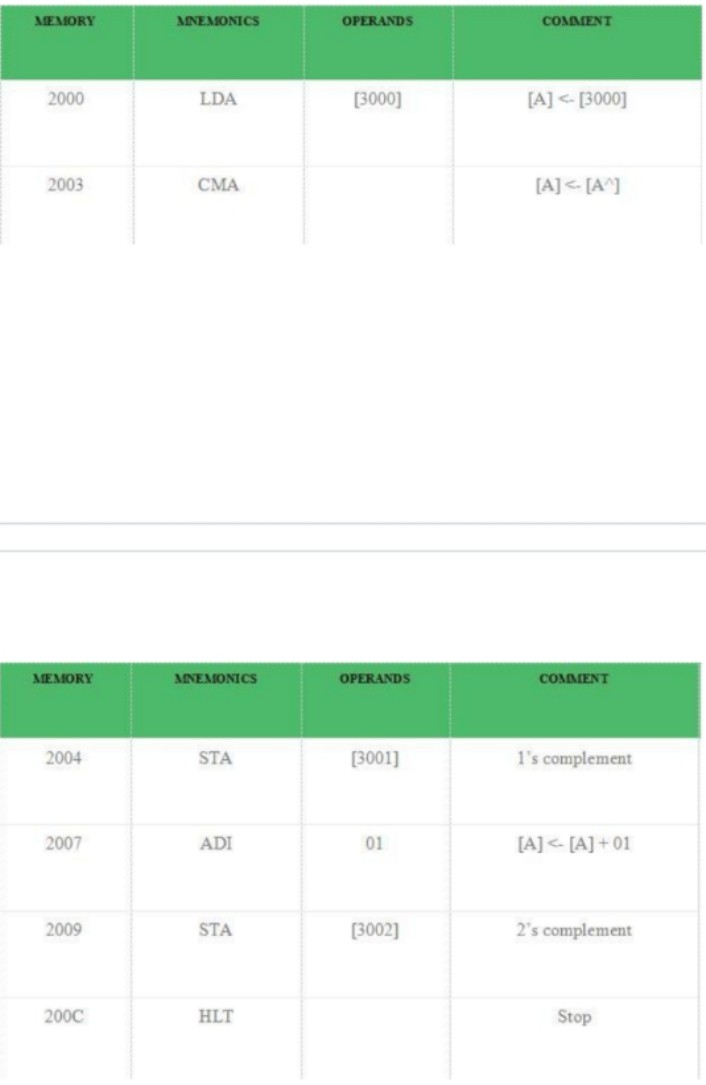 MEMORY MNEMONICS OPERANDS COMMENT
2000 LDA [3000] [A] <- [3000]
2003 CMA [A] <- [A^]
MEMORY MNEMONICS OPERANDS COMMENT
2004 STA [3001] 1's complement
2007 ADI 01 [A] <- [A] + 01
2009 STA [3002] 2's complement
200C HLT Stop